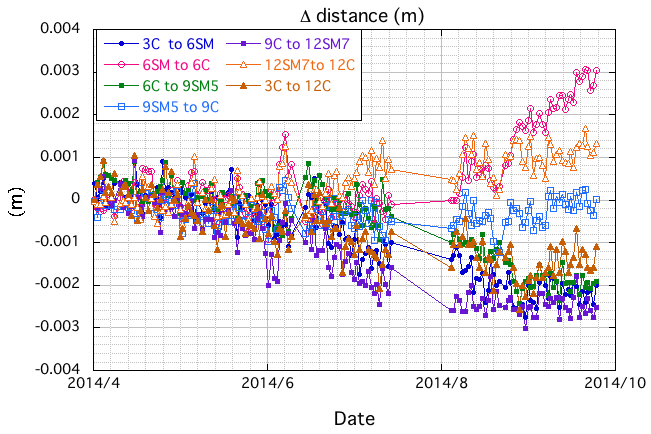 Δ distance (m)
0.004
0.003
0.002
0.001
0
-0.001
-0.002
-0.003
-0.004
(m)
3C to 6SM
6SM to 6C
6C to 9SM5
9SM5 to 9C
9C to 12SM7
12SM7to 12C
3C to 12C
2014/4 2014/6 2014/8 2014/10
Date